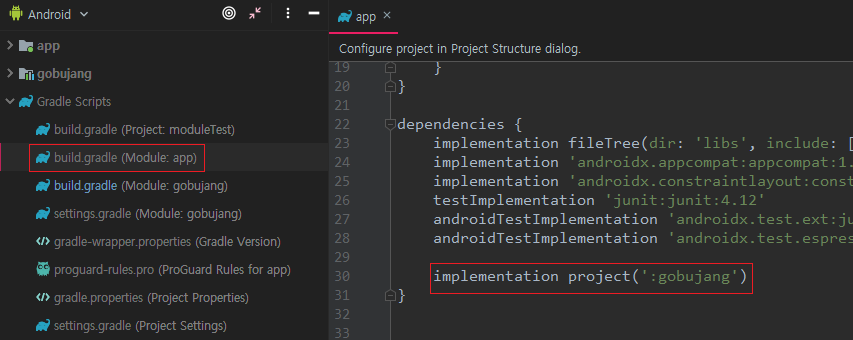 Android
app
gobujang
Gradle Scripts
build.gradle (Project: moduleTest)
build.gradle (Module: app)
build.gradle (Module: gobujang)
settings.gradle (Module: gobujang)
gradle-wrapper.properties (Gradle Version)
proguard-rules.pro (ProGuard Rules for app)
gradle.properties (Project Properties)
settings.gradle (Project Settings)
app
Configure project in Project Structure dialog.
19 }
20 }
21
22 dependencies {
23 implementation fileTree(dir: 'libs', include: [
24 implementation 'androidx.appcompat:appcompat:1.
25 implementation 'androidx.constraintlayout:const
26 testImplementation 'junit:junit:4.12'
27 androidTestImplementation 'androidx.test.ext:ju
28 androidTestImplementation 'androidx.test.espres
29
30 implementation project(':gobujang')
31 }
32
33